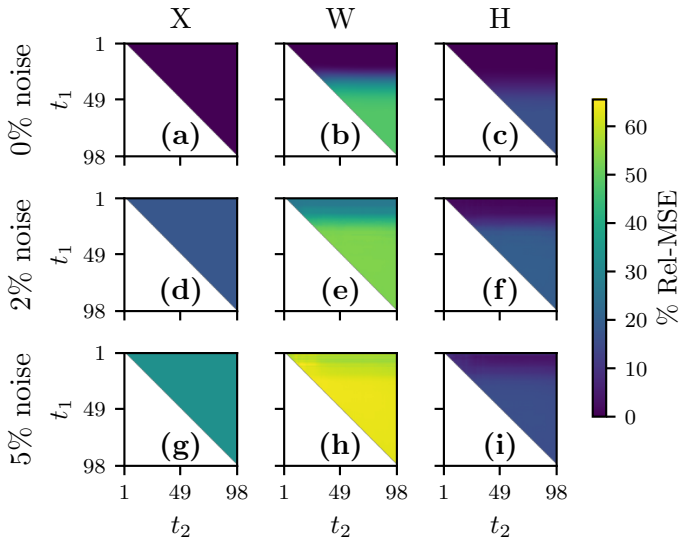 X W H
0% noise
t₁
1
49
98
(a) (b) (c)
2% noise
t₁
1
49
98
(d) (e) (f)
5% noise
t₁
1
49
98
(g) (h) (i)
1 49 98 1 49 98 1 49 98
t₂ t₂ t₂
60
50
40
30
20
10
0
% Rel-MSE